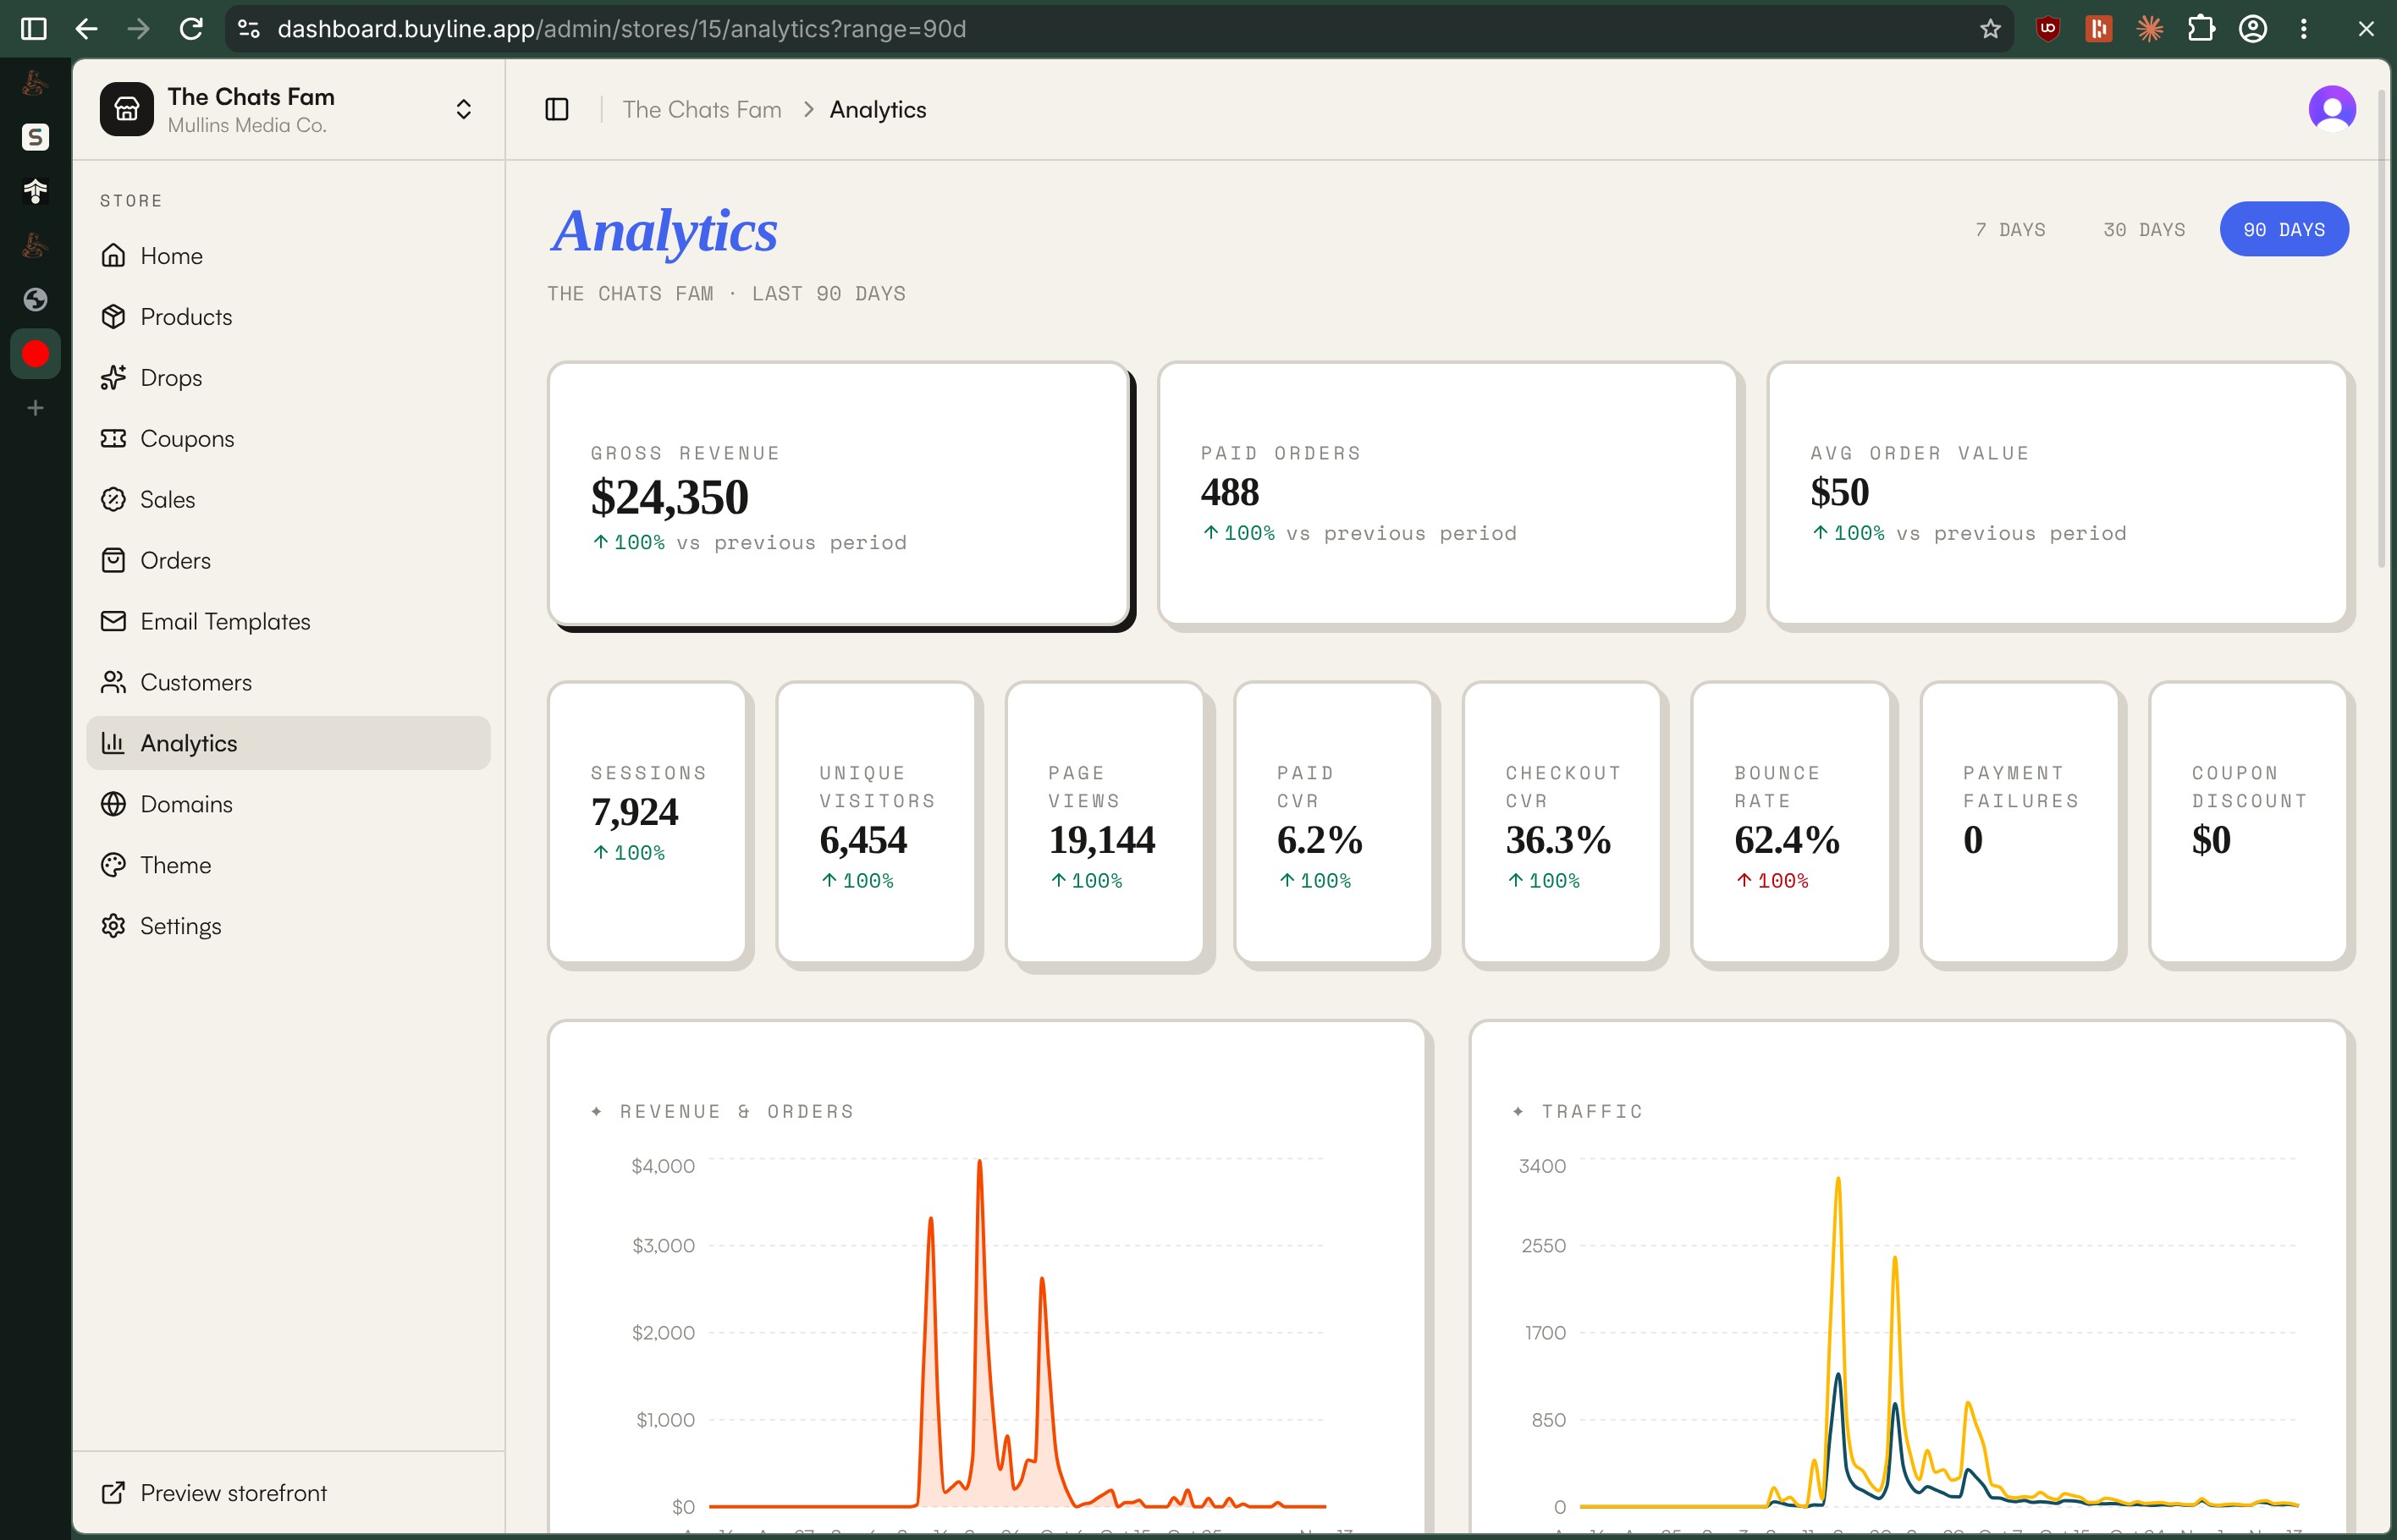 dashboard.buyline.app/admin/stores/15/analytics?range=90d
The Chats Fam
Mullins Media Co.
The Chats Fam > Analytics
STORE
Home
Products
Drops
Coupons
Sales
Orders
Email Templates
Customers
Analytics
Domains
Theme
Settings
Preview storefront
Analytics
7 DAYS 30 DAYS 90 DAYS
THE CHATS FAM · LAST 90 DAYS
GROSS REVENUE
$24,350
↑100% vs previous period
PAID ORDERS
488
↑100% vs previous period
AVG ORDER VALUE
$50
↑100% vs previous period
SESSIONS
7,924
↑100%
UNIQUE
VISITORS
6,454
↑100%
PAGE
VIEWS
19,144
↑100%
PAID
CVR
6.2%
↑100%
CHECKOUT
CVR
36.3%
↑100%
BOUNCE
RATE
62.4%
↑100%
PAYMENT
FAILURES
0
COUPON
DISCOUNT
$0
✦ REVENUE & ORDERS
$4,000
$3,000
$2,000
$1,000
$0
✦ TRAFFIC
3400
2550
1700
850
0